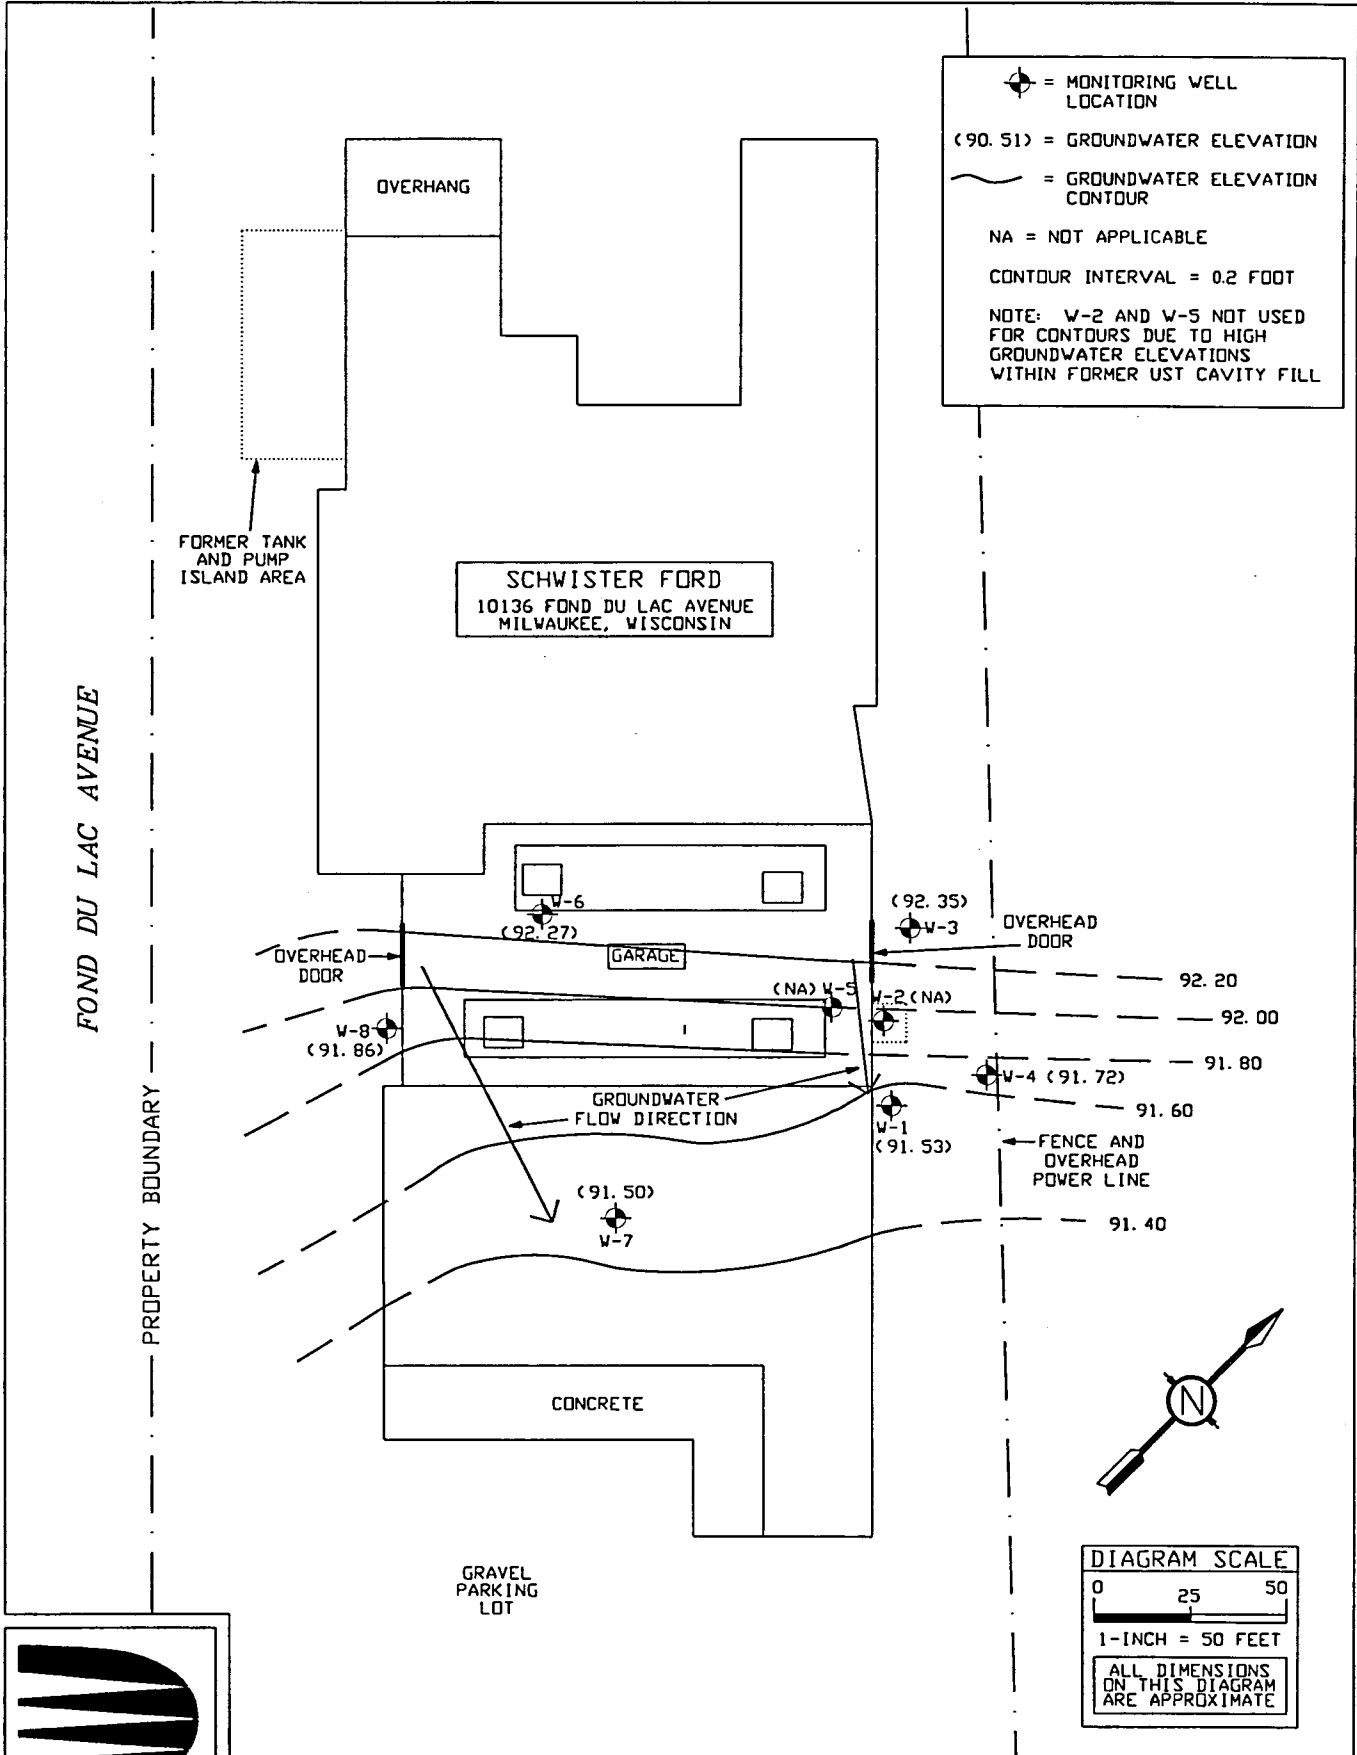 = MONITORING WELL
LOCATION
(90.51) = GROUNDWATER ELEVATION
= GROUNDWATER ELEVATION
CONTOUR
NA = NOT APPLICABLE
CONTOUR INTERVAL = 0.2 FOOT
NOTE: W-2 AND W-5 NOT USED
FOR CONTOURS DUE TO HIGH
GROUNDWATER ELEVATIONS
WITHIN FORMER UST CAVITY FILL
OVERHANG
FORMER TANK
AND PUMP
ISLAND AREA
SCHWISTER FORD
10136 FOND DU LAC AVENUE
MILWAUKEE, WISCONSIN
FOND DU LAC AVENUE
PROPERTY BOUNDARY
W-6
(92.27)
(92.35)
W-3
OVERHEAD
DOOR
OVERHEAD
DOOR
GARAGE
92.20
(NA) W-5
W-2 (NA)
92.00
W-8
(91.86)
91.80
W-4 (91.72)
91.60
GROUNDWATER
FLOW DIRECTION
W-1
(91.53)
FENCE AND
OVERHEAD
POWER LINE
(91.50)
W-7
91.40
CONCRETE
N
GRAVEL
PARKING
LOT
DIAGRAM SCALE
0 25 50
1-INCH = 50 FEET
ALL DIMENSIONS
ON THIS DIAGRAM
ARE APPROXIMATE